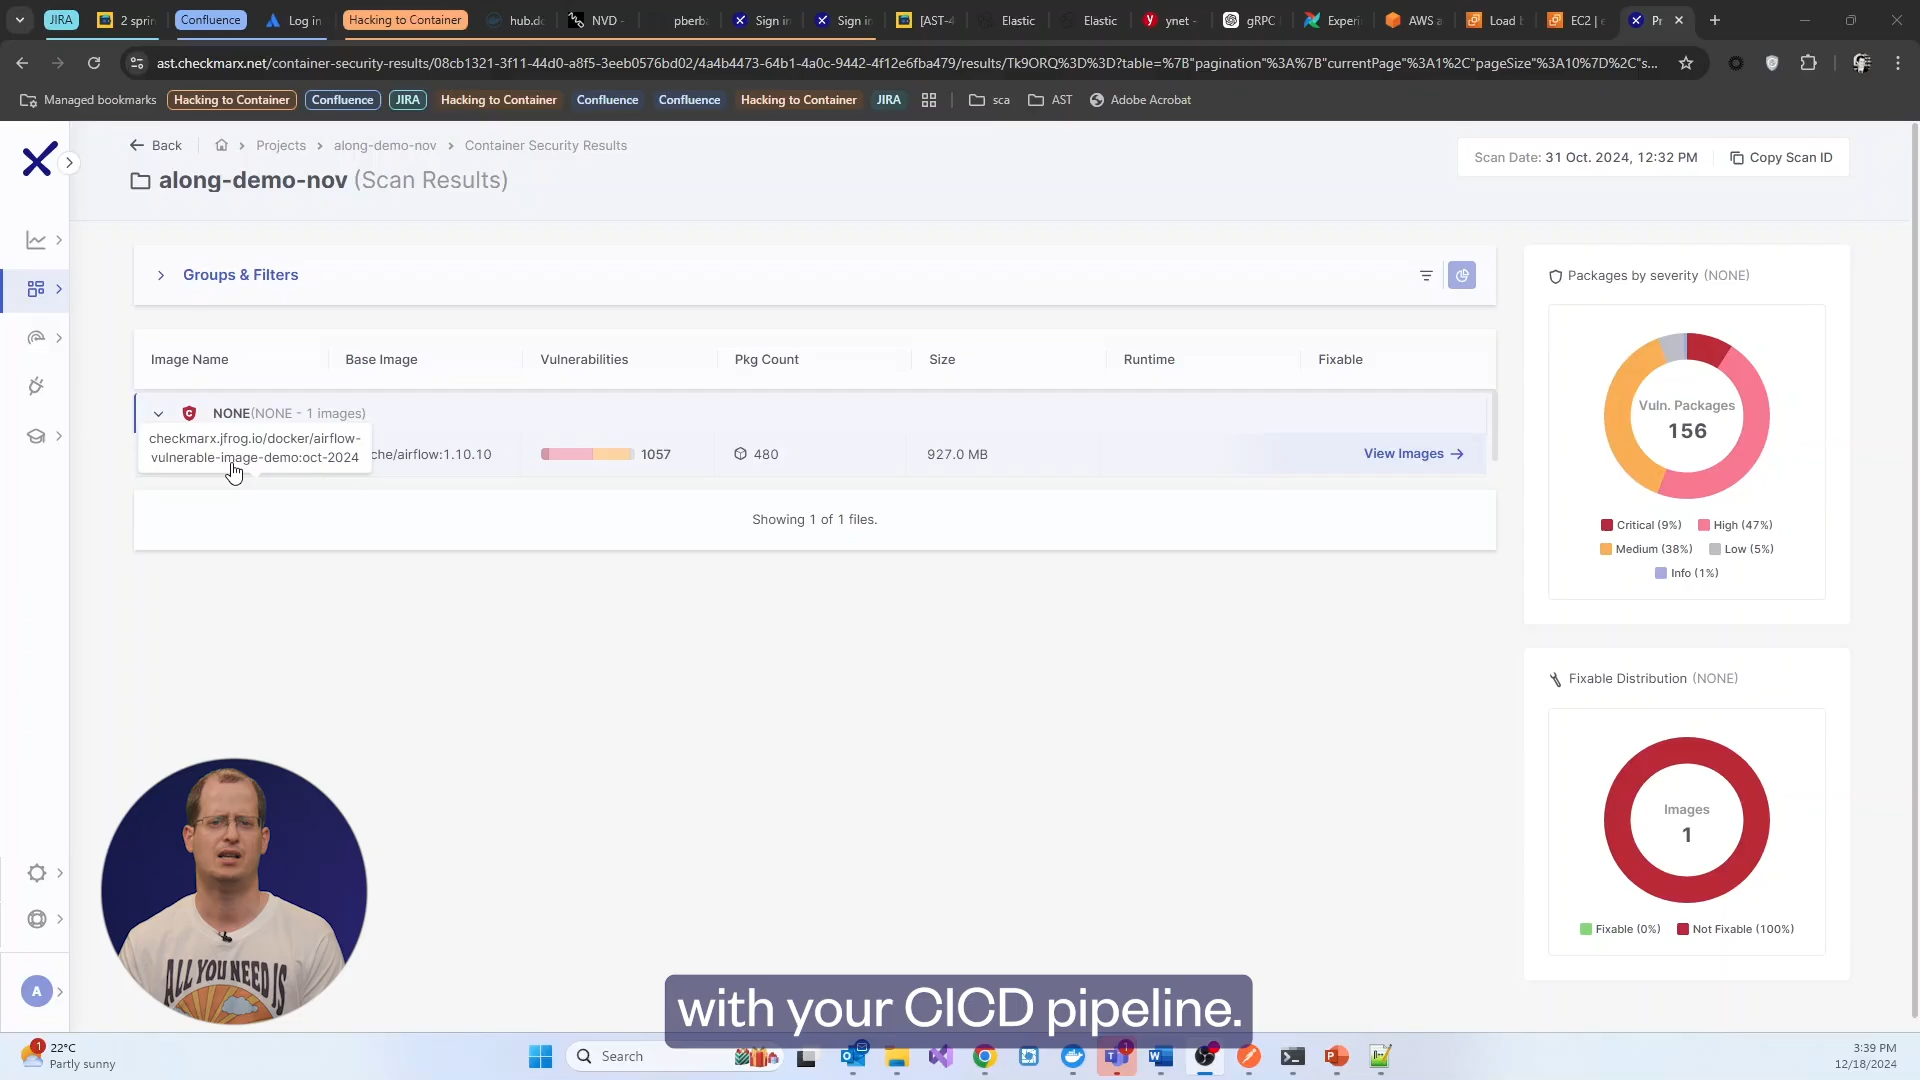 JIRA
2 sprin
Confluence
Log in
Hacking to Container
hub.d
NVD -
pberb
Sign in
Sign in
[AST-4
Elastic
Elastic
ynet -
gRPC
Experi
AWS a
Load b
EC2 | e
Pr
ast.checkmarx.net/container-security-results/08cb1321-3f11-44d0-a8f5-3eeb0576bd02/4a4b4473-64b1-4a0c-9442-4f12e6fba479/results/Tk9ORQ%3D%3D?table=%7B"pagination"%3A%7B"currentPage"%3A1%2C"pageSize"%3A10%7D%2C"s...
Managed bookmarks
Hacking to Container
Confluence
JIRA
Hacking to Container
Confluence
Confluence
Hacking to Container
JIRA
sca
AST
Adobe Acrobat
Back
Projects > along-demo-nov > Container Security Results
along-demo-nov (Scan Results)
Scan Date: 31 Oct. 2024, 12:32 PM
Copy Scan ID
Groups & Filters
Image Name
Base Image
Vulnerabilities
Pkg Count
Size
Runtime
Fixable
C
NONE(NONE - 1 images)
checkmarx.jfrog.io/docker/airflow-
vulnerable-image-demo:oct-2024
che/airflow:1.10.10
1057
480
927.0 MB
View Images →
Showing 1 of 1 files.
Packages by severity (NONE)
Vuln. Packages
156
Critical (9%)
High (47%)
Medium (38%)
Low (5%)
Info (1%)
Fixable Distribution (NONE)
Images
1
Fixable (0%)
Not Fixable (100%)
A
ALL YOU NEED IS
with your CICD pipeline.
1
22°C
Partly sunny
Search
1
3:39 PM
12/18/2024